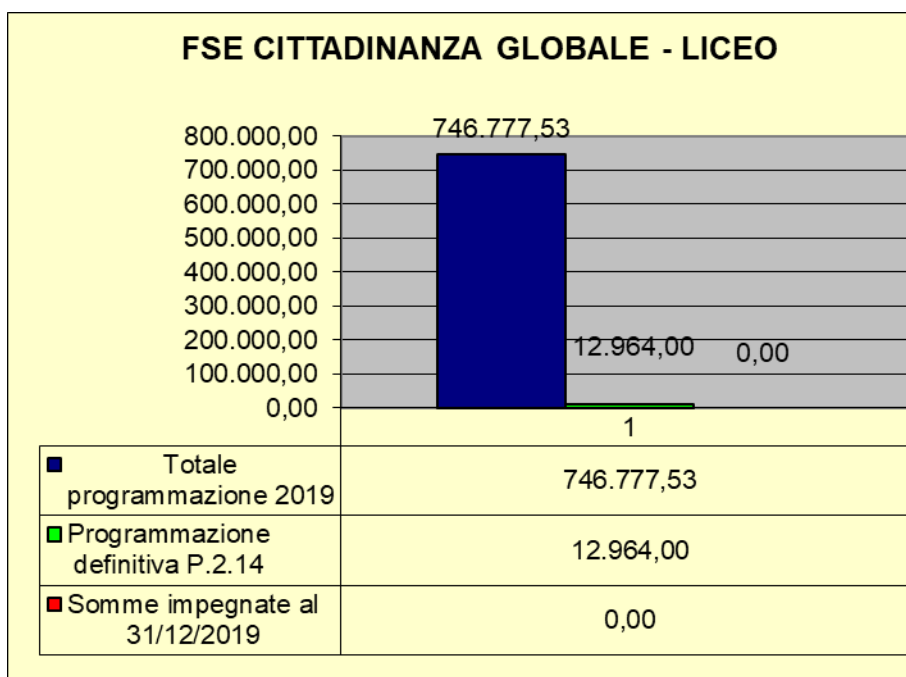 FSE CITTADINANZA GLOBALE - LICEO
746.777,53
800.000,00
700.000,00
600.000,00
500.000,00
400.000,00
300.000,00
200.000,00
100.000,00
0,00
12.964,00
0,00
1
Totale
programmazione 2019
746.777,53
Programmazione
definitiva P.2.14
12.964,00
Somme impegnate al
31/12/2019
0,00